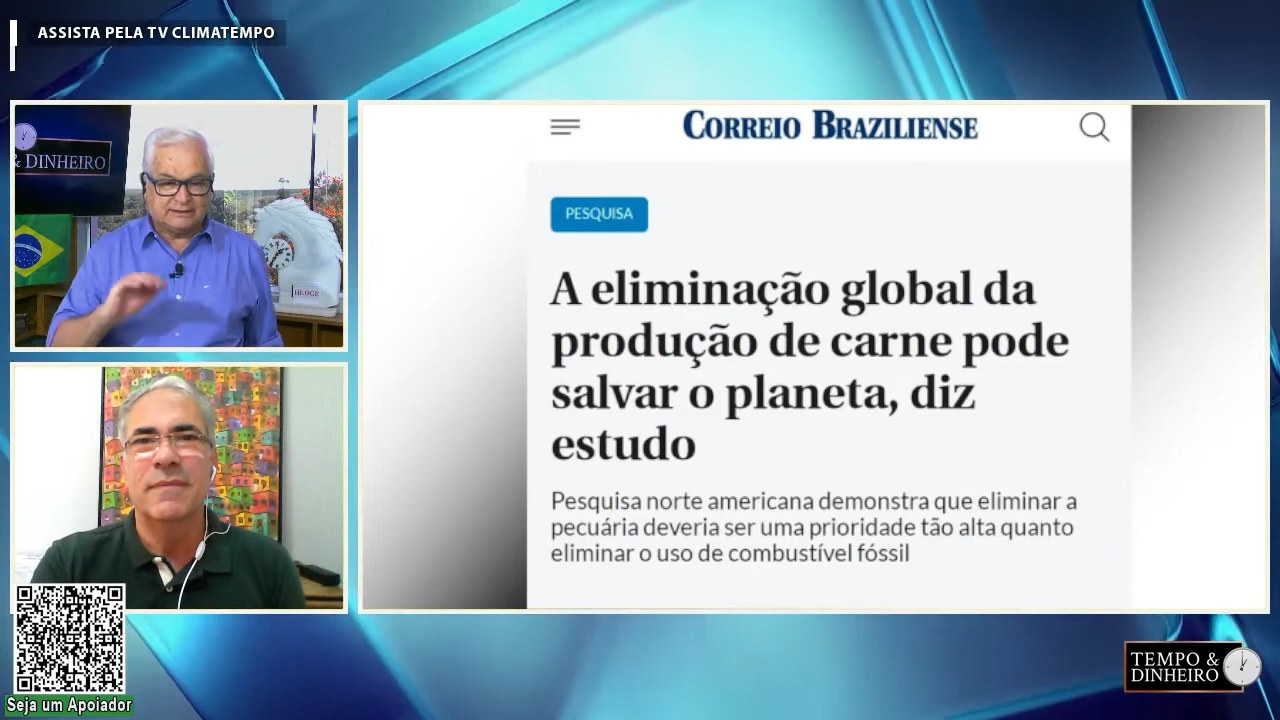 ASSISTA PELA TV CLIMATEMPO
& DINHEIRO
HEDGE
CORREIO BRAZILIENSE
PESQUISA
A eliminação global da
produção de carne pode
salvar o planeta, diz
estudo
Pesquisa norte americana demonstra que eliminar a
pecuária deveria ser uma prioridade tão alta quanto
eliminar o uso de combustível fóssil
Seja um Apoiador
TEMPO &
DINHEIRO